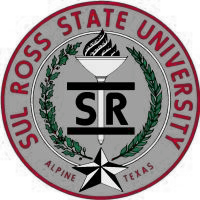 SUL ROSS STATE UNIVERSITY
SR
ALPINE TEXAS